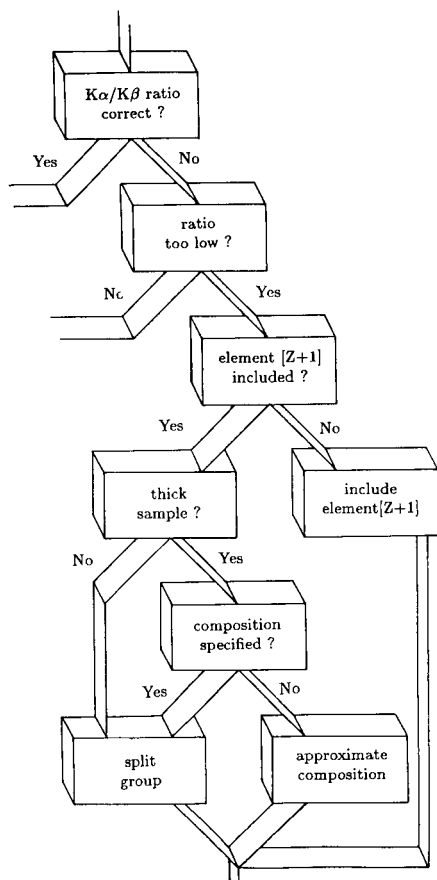 Kα/Kβ ratio
correct ?
Yes
No
ratio
too low ?
No
Yes
element [Z+1]
included ?
Yes
No
thick
sample ?
include
element[Z+1]
No
Yes
composition
specified ?
Yes
No
split
group
approximate
composition